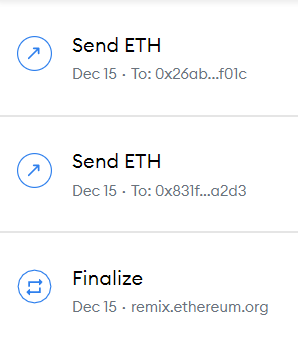 Send ETH
Dec 15 · To: 0x26ab...f01c
Send ETH
Dec 15 · To: 0x831f...a2d3
Finalize
Dec 15 · remix.ethereum.org